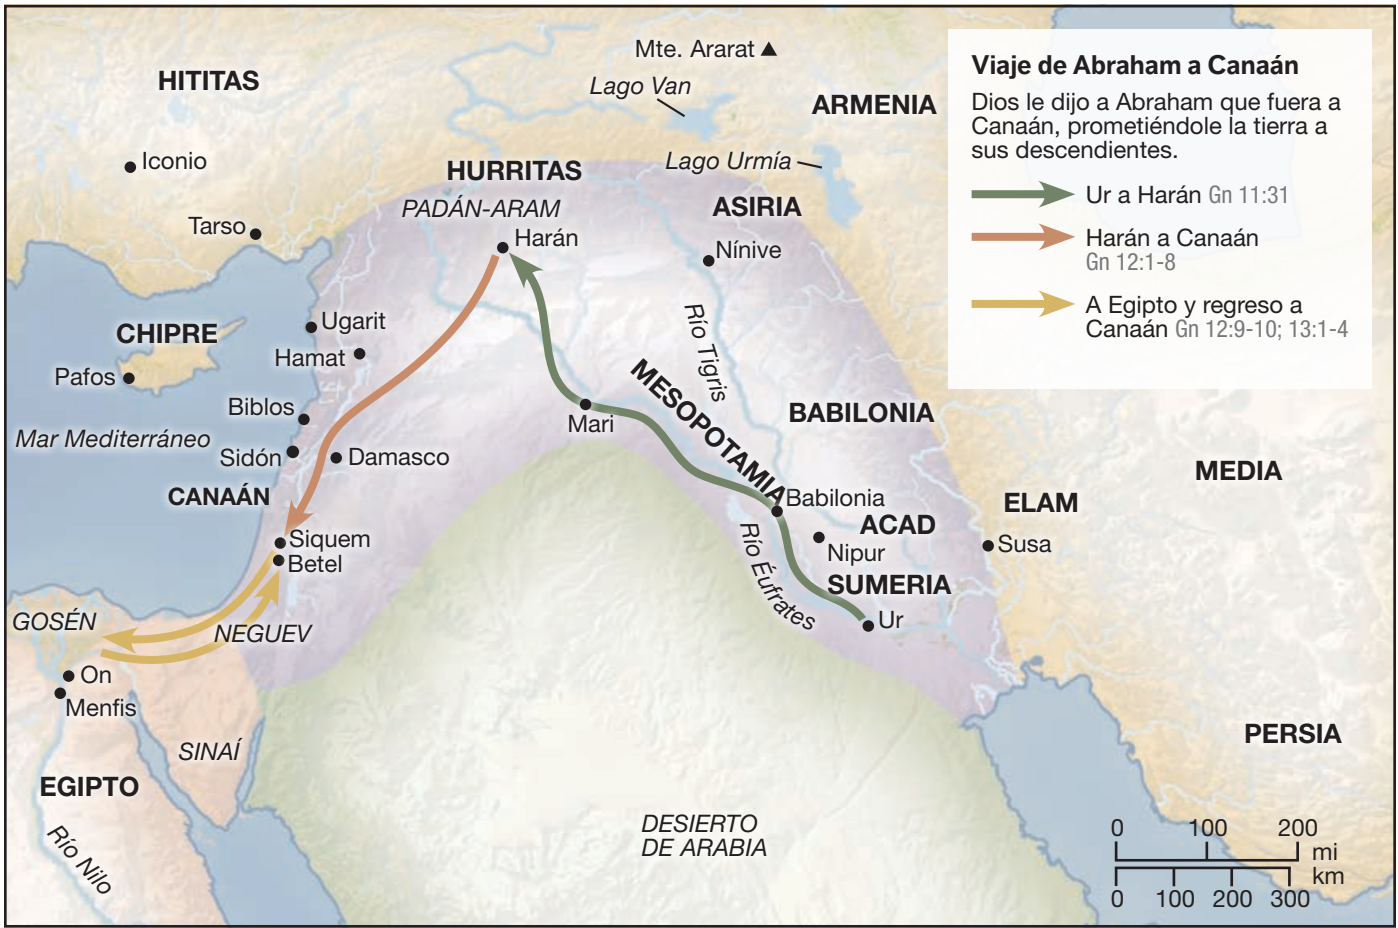 Mte. Ararat
HITITAS
Lago Van
ARMENIA
Viaje de Abraham a Canaán
Dios le dijo a Abraham que fuera a
Canaán, prometiéndole la tierra a
sus descendientes.
Ur a Harán Gn 11:31
Harán a Canaán
Gn 12:1-8
A Egipto y regreso a
Canaán Gn 12:9-10; 13:1-4
Iconio
HURRITAS
Lago Urmía
PADÁN-ARAM
ASIRIA
Tarso
Harán
Nínive
CHIPRE
Ugarit
Río Tigris
Hamat
Pafos
MESOPOTAMIA
Biblos
Mari
BABILONIA
Mar Mediterráneo
Sidón
Damasco
MEDIA
CANAÁN
Babilonia
ELAM
ACAD
Siquem
Susa
Nipur
Betel
Río Éufrates
SUMERIA
GOSÉN
NEGUEV
Ur
On
Menfis
SINAÍ
PERSIA
EGIPTO
Río Nilo
DESIERTO
DE ARABIA
0 100 200
mi
km
0 100 200 300